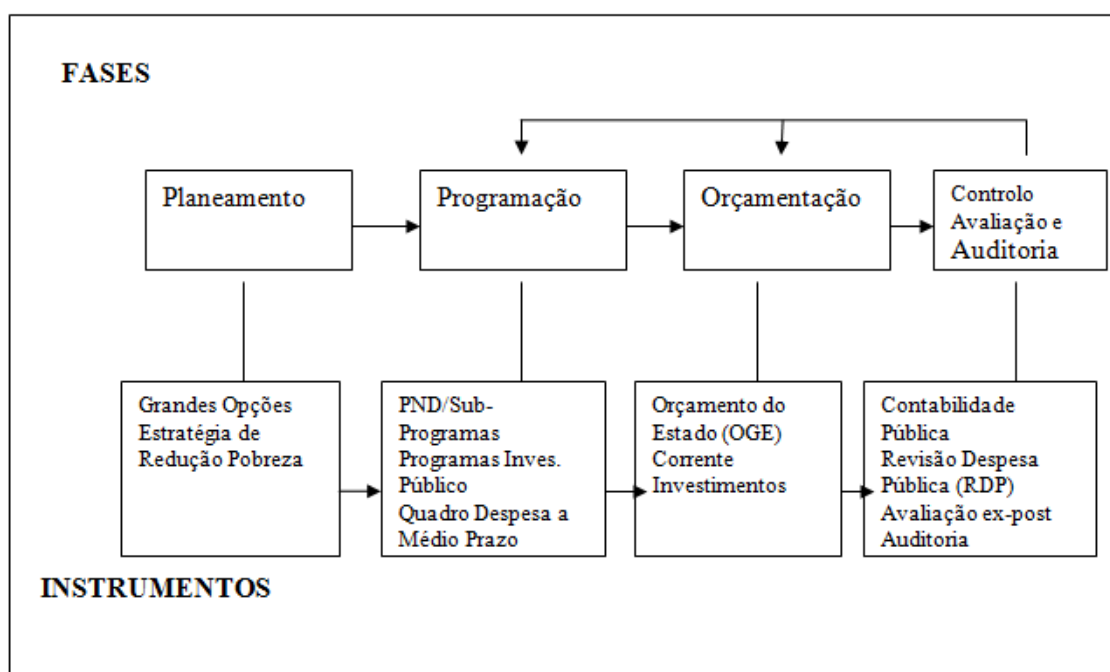 FASES
Planeamento
Programação
Orçamentação
Controlo
Avaliação e
Auditoria
Grandes Opções
Estratégia de
Redução Pobreza
PND/Sub-
Programas
Programas Inves.
Público
Quadro Despesa a
Médio Prazo
Orçamento do
Estado (OGE)
Corrente
Investimentos
Contabilidade
Pública
Revisão Despesa
Pública (RDP)
Avaliação ex-post
Auditoria
INSTRUMENTOS